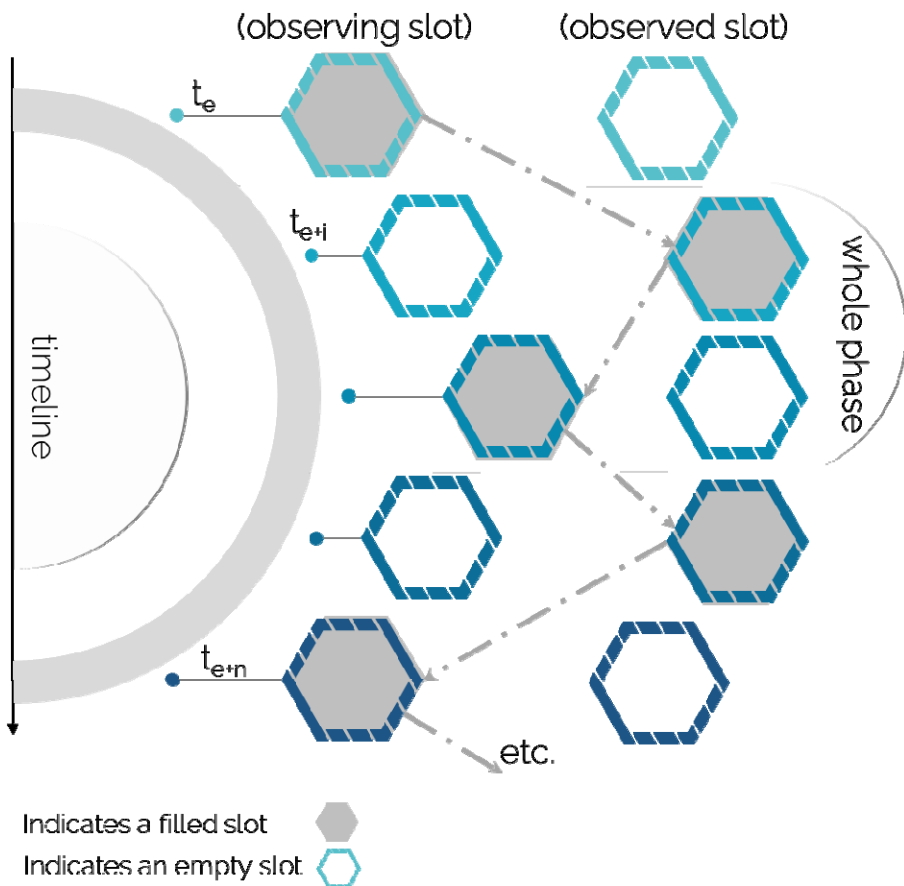 (observing slot) (observed slot)
te
te+i
whole phase
timeline
te+n
etc.
Indicates a filled slot
Indicates an empty slot